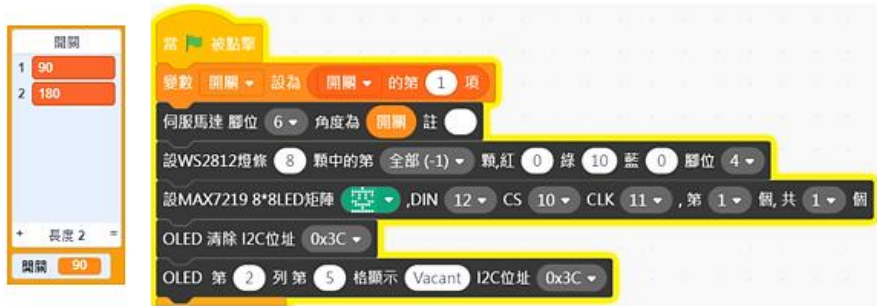 開關
1 90
2 180
+ 長度 2 =
開關 90
當 被點擊
變數 開關 設為 開關 的第 1 項
伺服馬達 腳位 6 角度為 開關 註
設WS2812燈條 8 顆中的第 全部 (-1) 顆,紅 0 綠 10 藍 0 腳位 4
設MAX7219 8*8LED矩陣 ,DIN 12 CS 10 CLK 11 , 第 1 個, 共 1 個
OLED 清除 I2C位址 0x3C
OLED 第 2 列 第 5 格顯示 Vacant I2C位址 0x3C